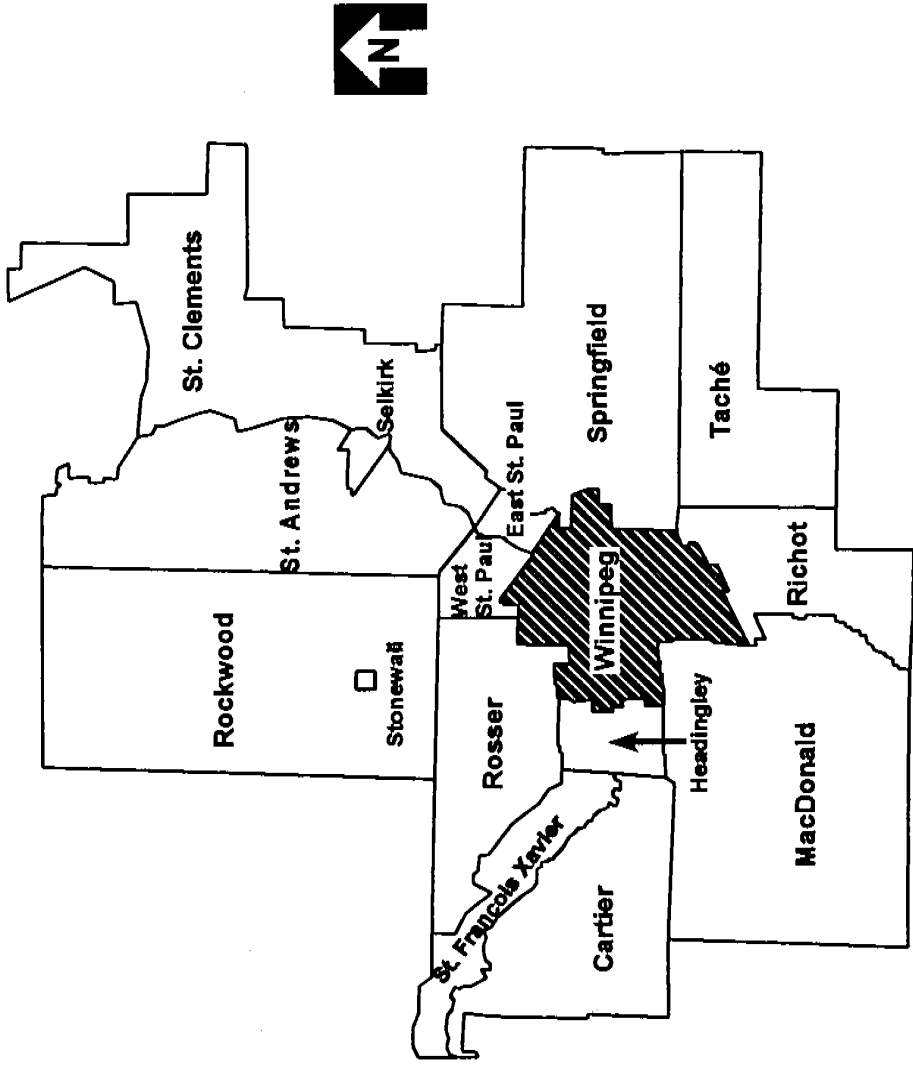 N
St. Clements
Rockwood
St. Andrews
Selkirk
Stonewall
Springfield
East St. Paul
West
St. Paul
Taché
Rosser
Winnipeg
Richot
St. Francois Xavier
Headingley
MacDonald
Cartier